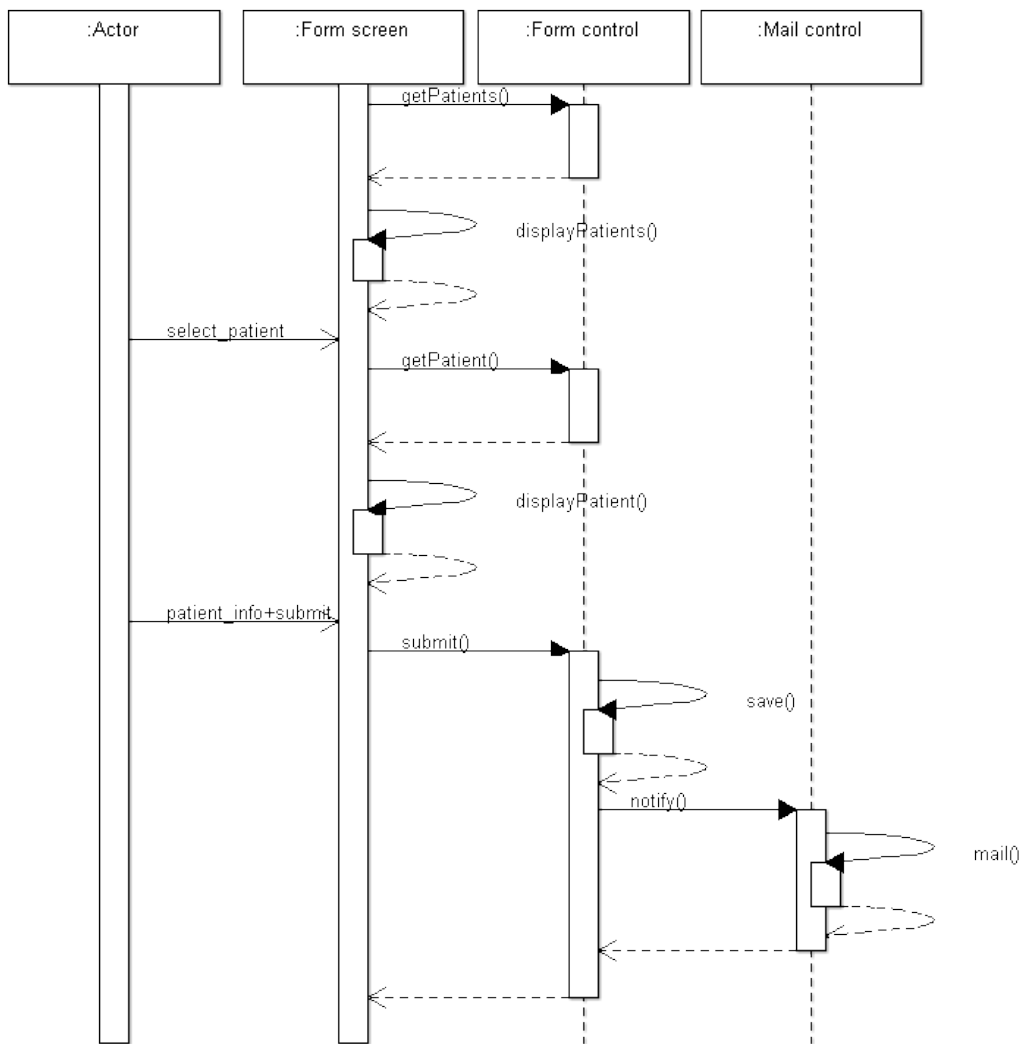 :Actor
:Form screen
:Form control
:Mail control
getPatients()
displayPatients()
select_patient
getPatient()
displayPatient()
patient_info+submit
submit()
save()
notify()
mail()